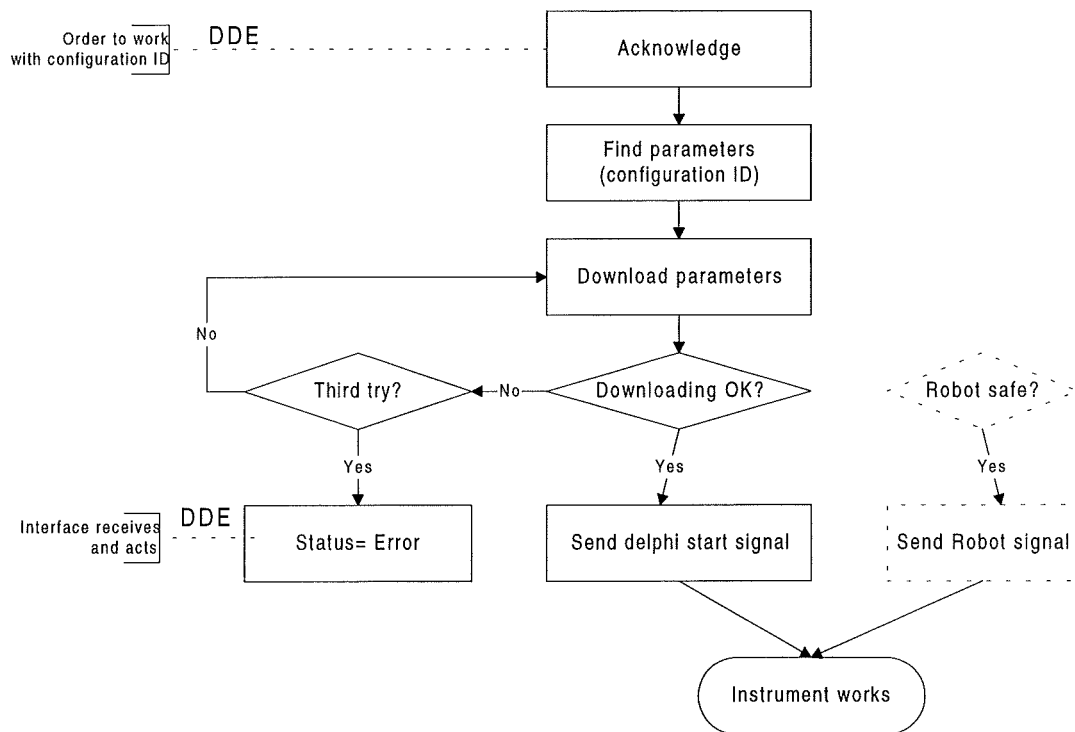 Order to work
with configuration ID
DDE
Acknowledge
Find parameters
(configuration ID)
Download parameters
No
Third try?
No
Downloading OK?
Robot safe?
Yes
Yes
Yes
Interface receives
and acts
DDE
Status= Error
Send delphi start signal
Send Robot signal
Instrument works